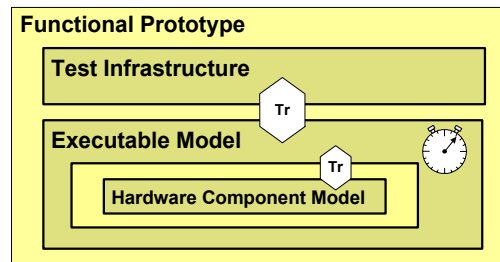 Functional Prototype
Test Infrastructure
Tr
Executable Model
Tr
Hardware Component Model